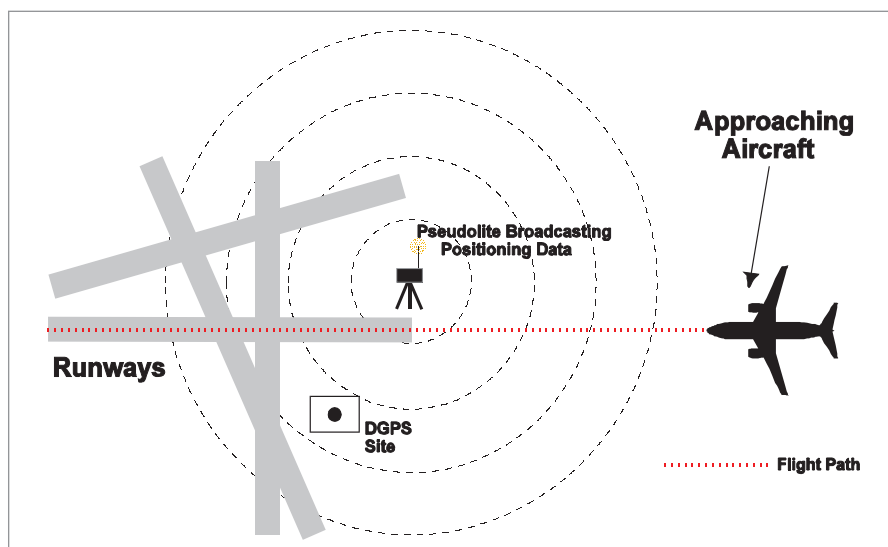 Approaching
Aircraft
Pseudolite Broadcasting
Positioning Data
Runways
DGPS
Site
Flight Path